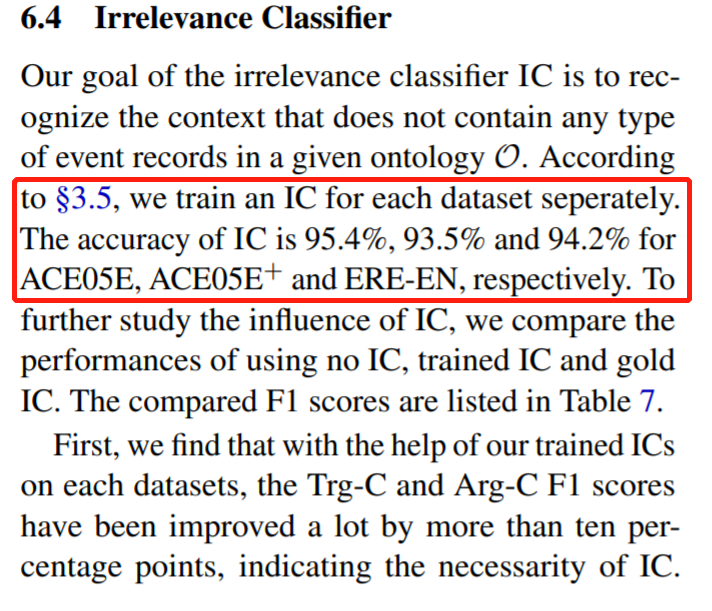 6.4 Irrelevance Classifier
Our goal of the irrelevance classifier IC is to rec-
ognize the context that does not contain any type
of event records in a given ontology 𝒪. According
to §3.5, we train an IC for each dataset seperately.
The accuracy of IC is 95.4%, 93.5% and 94.2% for
ACE05E, ACE05E⁺ and ERE-EN, respectively. To
further study the influence of IC, we compare the
performances of using no IC, trained IC and gold
IC. The compared F1 scores are listed in Table 7.
First, we find that with the help of our trained ICs
on each datasets, the Trg-C and Arg-C F1 scores
have been improved a lot by more than ten per-
centage points, indicating the necessarity of IC.